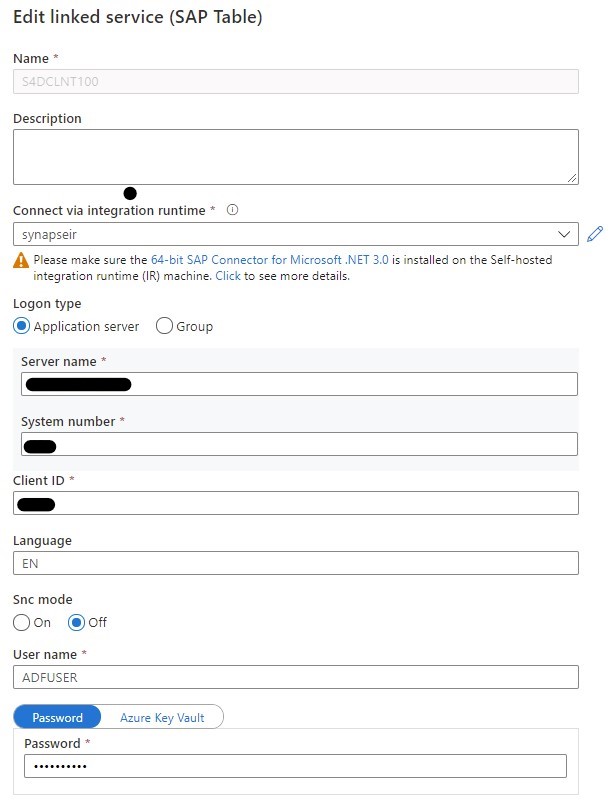 Edit linked service (SAP Table)
Name *
S4DCLNT100
Description
Connect via integration runtime *
synapseir
Please make sure the 64-bit SAP Connector for Microsoft .NET 3.0 is installed on the Self-hosted
integration runtime (IR) machine. Click to see more details.
Logon type
Application server Group
Server name *
System number *
Client ID *
Language
EN
Snc mode
On Off
User name *
ADFUSER
Password Azure Key Vault
Password *
••••••••••